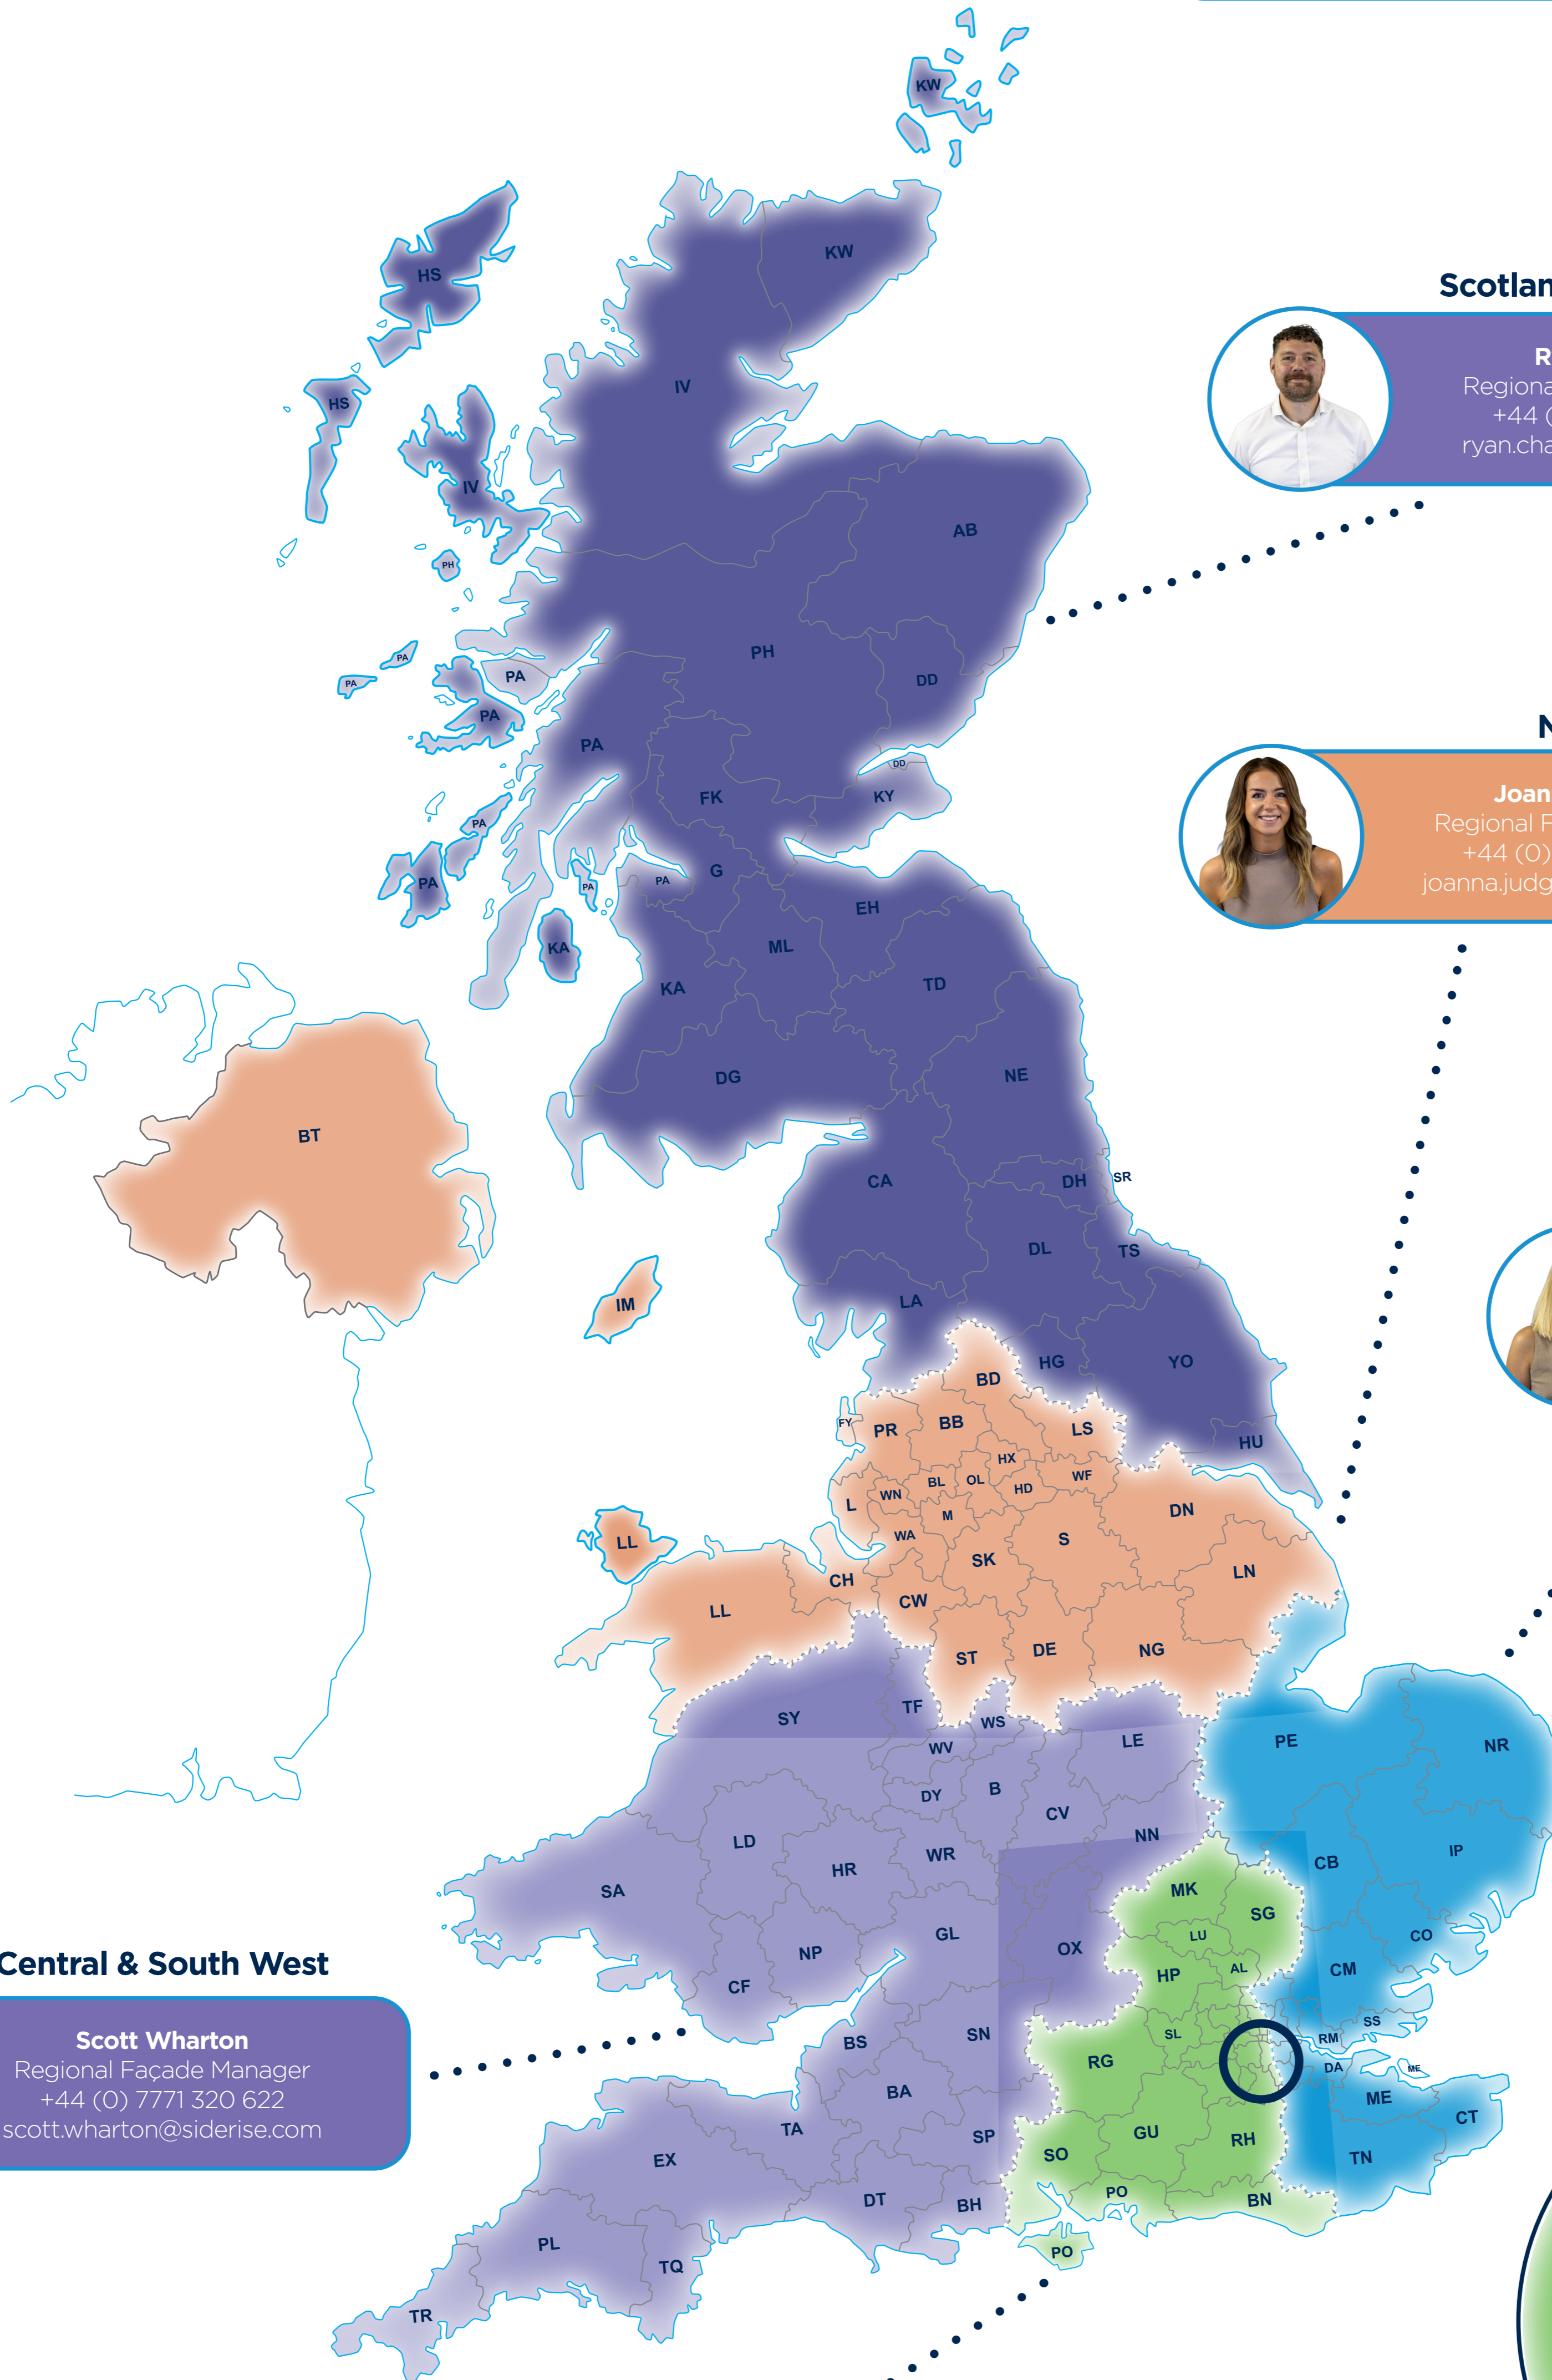 KW
KW
HS
Scotlan
R
Regiona
+44 (
ryan.cha
IV
HS
IV
AB
PH
PH
PA
PA
PA
DD
PA
PA
N
DD
FK
KY
Joan
Regional F
+44 (0)
joanna.judg
PA
G
PA
PA
PA
EH
KA
ML
KA
TD
DG
NE
BT
CA
DH
SR
DL
TS
LA
IM
HG
YO
BD
FY
PR
BB
LS
HU
HX
WF
BL
OL
HD
WN
L
M
DN
WA
S
LL
SK
LN
CH
CW
LL
ST
DE
NG
TF
SY
WS
LE
PE
NR
WV
B
DY
CV
NN
LD
IP
WR
CB
HR
SA
MK
SG
GL
LU
CO
OX
NP
AL
CM
HP
CF
Central & South West
SS
SN
SL
RM
BS
Scott Wharton
Regional Façade Manager
+44 (0) 7771 320 622
scott.wharton@siderise.com
RG
DA
ME
BA
ME
CT
TA
GU
SP
RH
SO
TN
EX
PO
DT
BN
BH
PL
PO
TQ
TR